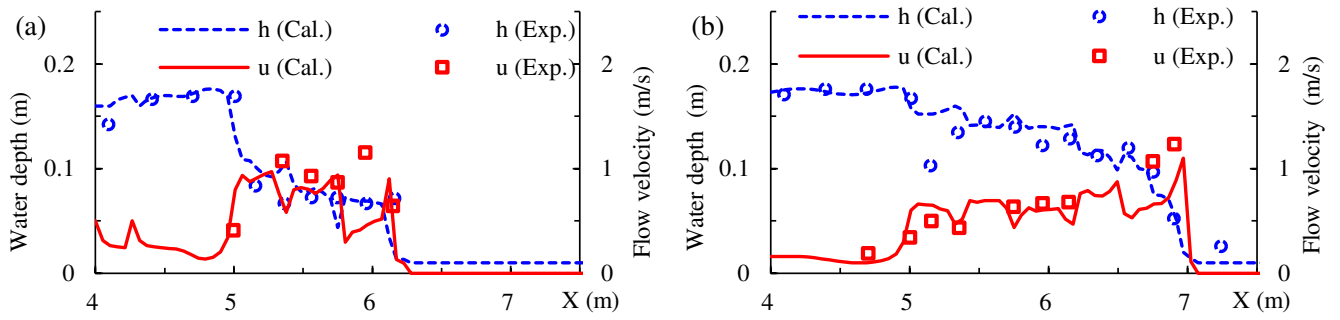 (a)
h (Cal.)
h (Exp.)
u (Cal.)
u (Exp.)
Water depth (m)
0.2
0.1
0
2
1
0
Flow velocity (m/s)
4
5
6
7
X (m)
(b)
h (Cal.)
h (Exp.)
u (Cal.)
u (Exp.)
Water depth (m)
0.2
0.1
0
2
1
0
Flow velocity (m/s)
4
5
6
7
X (m)